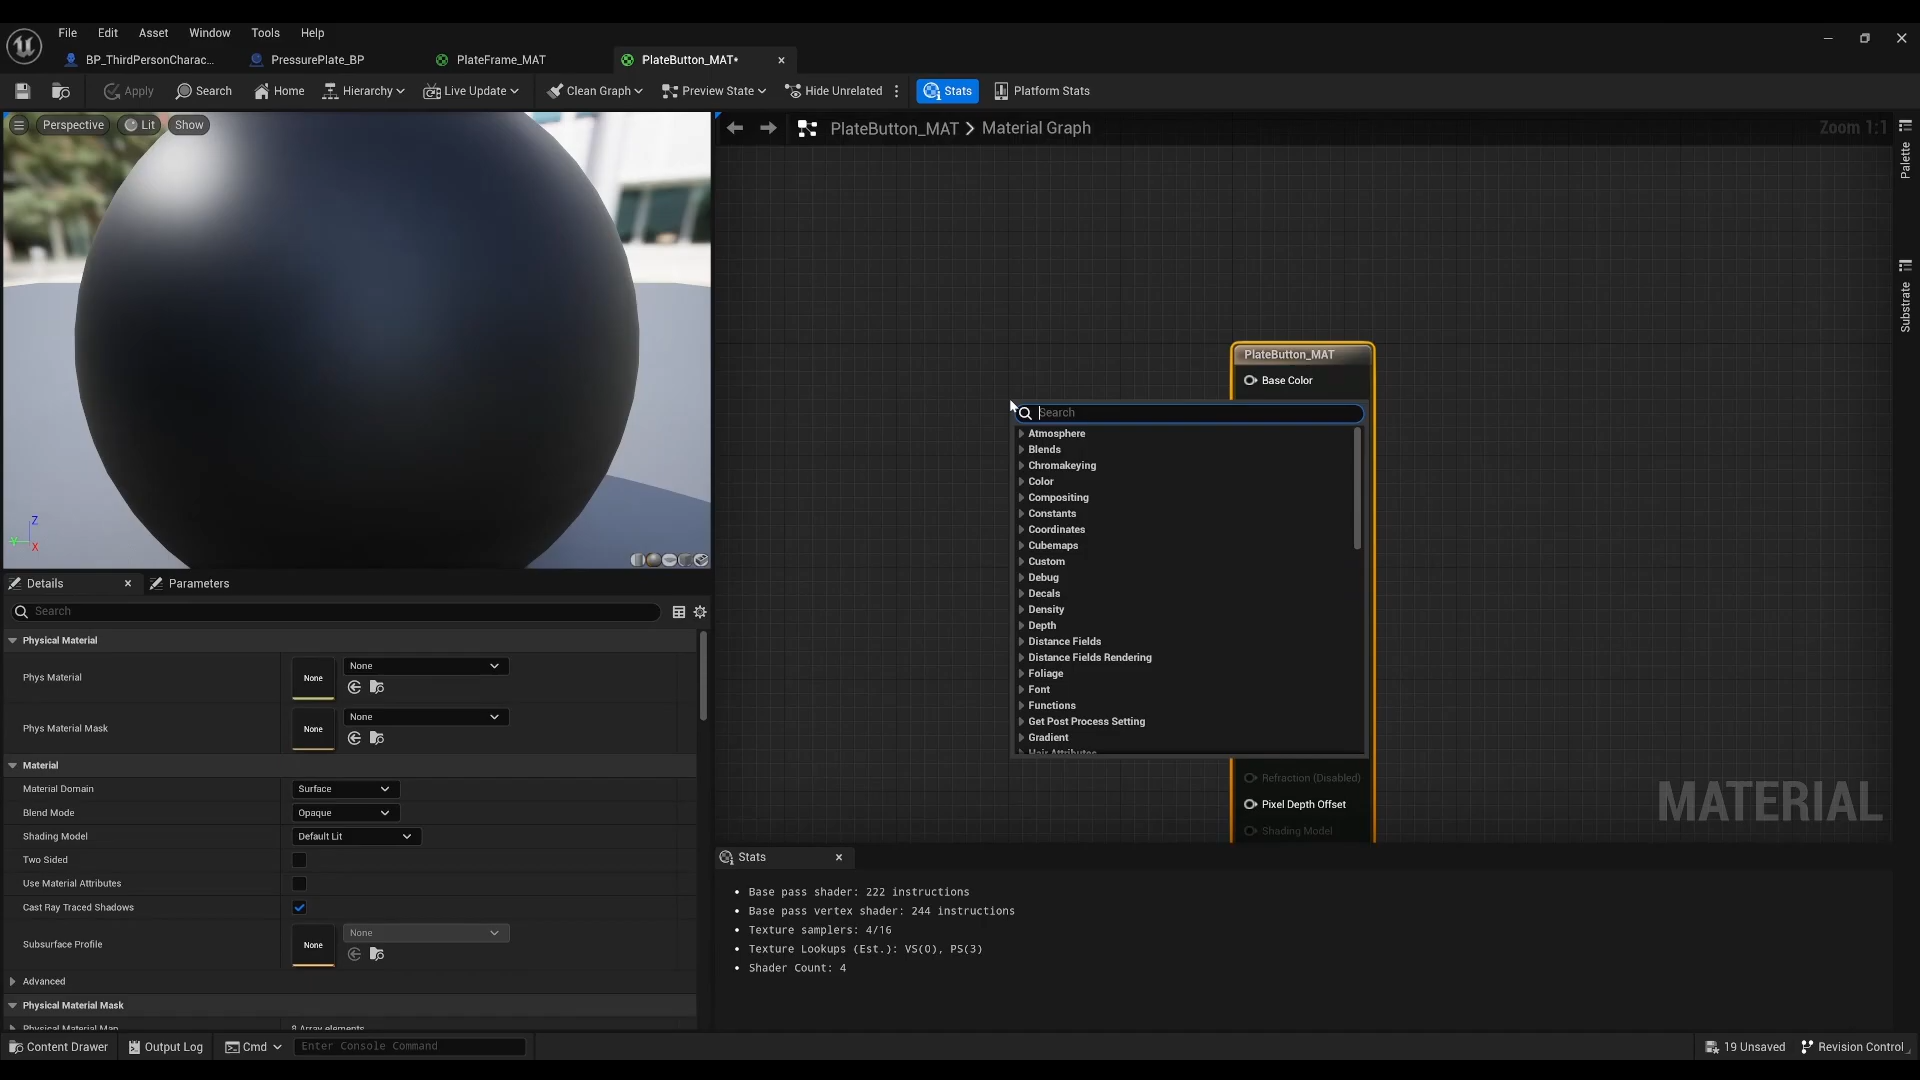 File Edit Asset Window Tools Help
BP_ThirdPersonCharac... PressurePlate_BP PlateFrame_MAT PlateButton_MAT*
Apply Search Home Hierarchy Live Update Clean Graph Preview State Hide Unrelated Stats Platform Stats
Perspective Lit Show
PlateButton_MAT > Material Graph Zoom 1:1
Palette
Substrate
PlateButton_MAT
Base Color
Search
Atmosphere
Blends
Chromakeying
Color
Compositing
Constants
Coordinates
Cubemaps
Custom
Debug
Decals
Density
Depth
Distance Fields
Distance Fields Rendering
Foliage
Font
Functions
Get Post Process Setting
Gradient
Hair Attributes
Refraction (Disabled)
Pixel Depth Offset
Shading Model
MATERIAL
Z
Y
X
Details Parameters
Search
Physical Material
Phys Material None None
Phys Material Mask None None
Material
Material Domain Surface
Blend Mode Opaque
Shading Model Default Lit
Two Sided
Use Material Attributes
Cast Ray Traced Shadows
Subsurface Profile None None
Advanced
Physical Material Mask
Physical Material Map 8 Array elements
Stats
• Base pass shader: 222 instructions
• Base pass vertex shader: 244 instructions
• Texture samplers: 4/16
• Texture Lookups (Est.): VS(0), PS(3)
• Shader Count: 4
Content Drawer Output Log Cmd Enter Console Command 19 Unsaved Revision Control